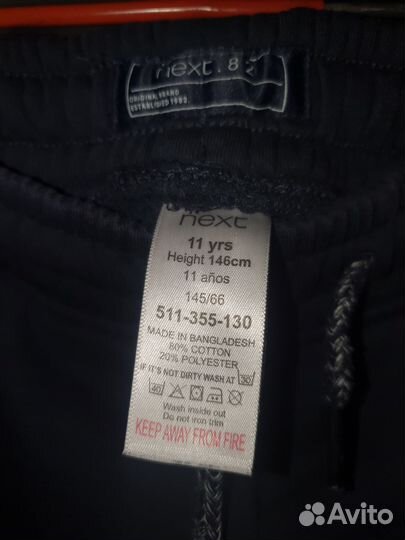 next. 82
ORIGINAL BRAND
ESTABLISHED 1982.
next
11 yrs
Height 146cm
11 años
145/66
511-355-130
MADE IN BANGLADESH
80% COTTON
20% POLYESTER
IF IT'S NOT DIRTY WASH AT 30
40
Wash inside out
Do not iron trim
KEEP AWAY FROM FIRE
Avito